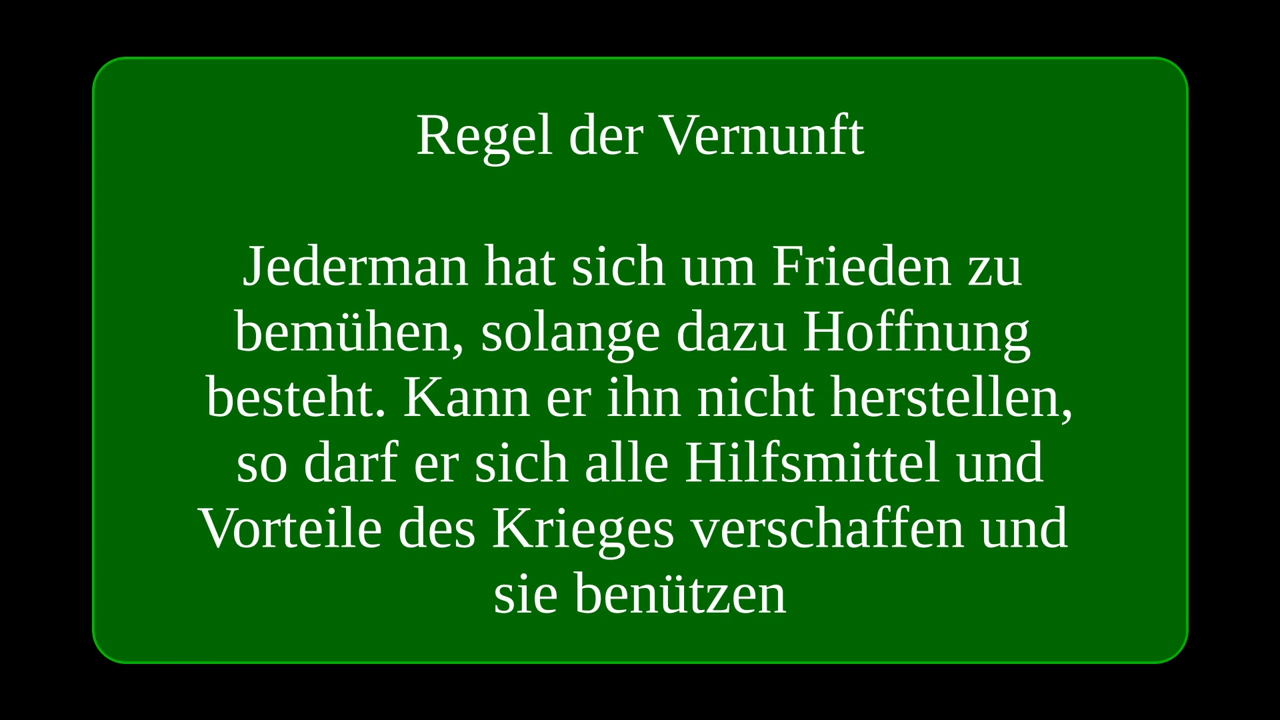 Regel der Vernunft
Jederman hat sich um Frieden zu
bemühen, solange dazu Hoffnung
besteht. Kann er ihn nicht herstellen,
so darf er sich alle Hilfsmittel und
Vorteile des Krieges verschaffen und
sie benützen